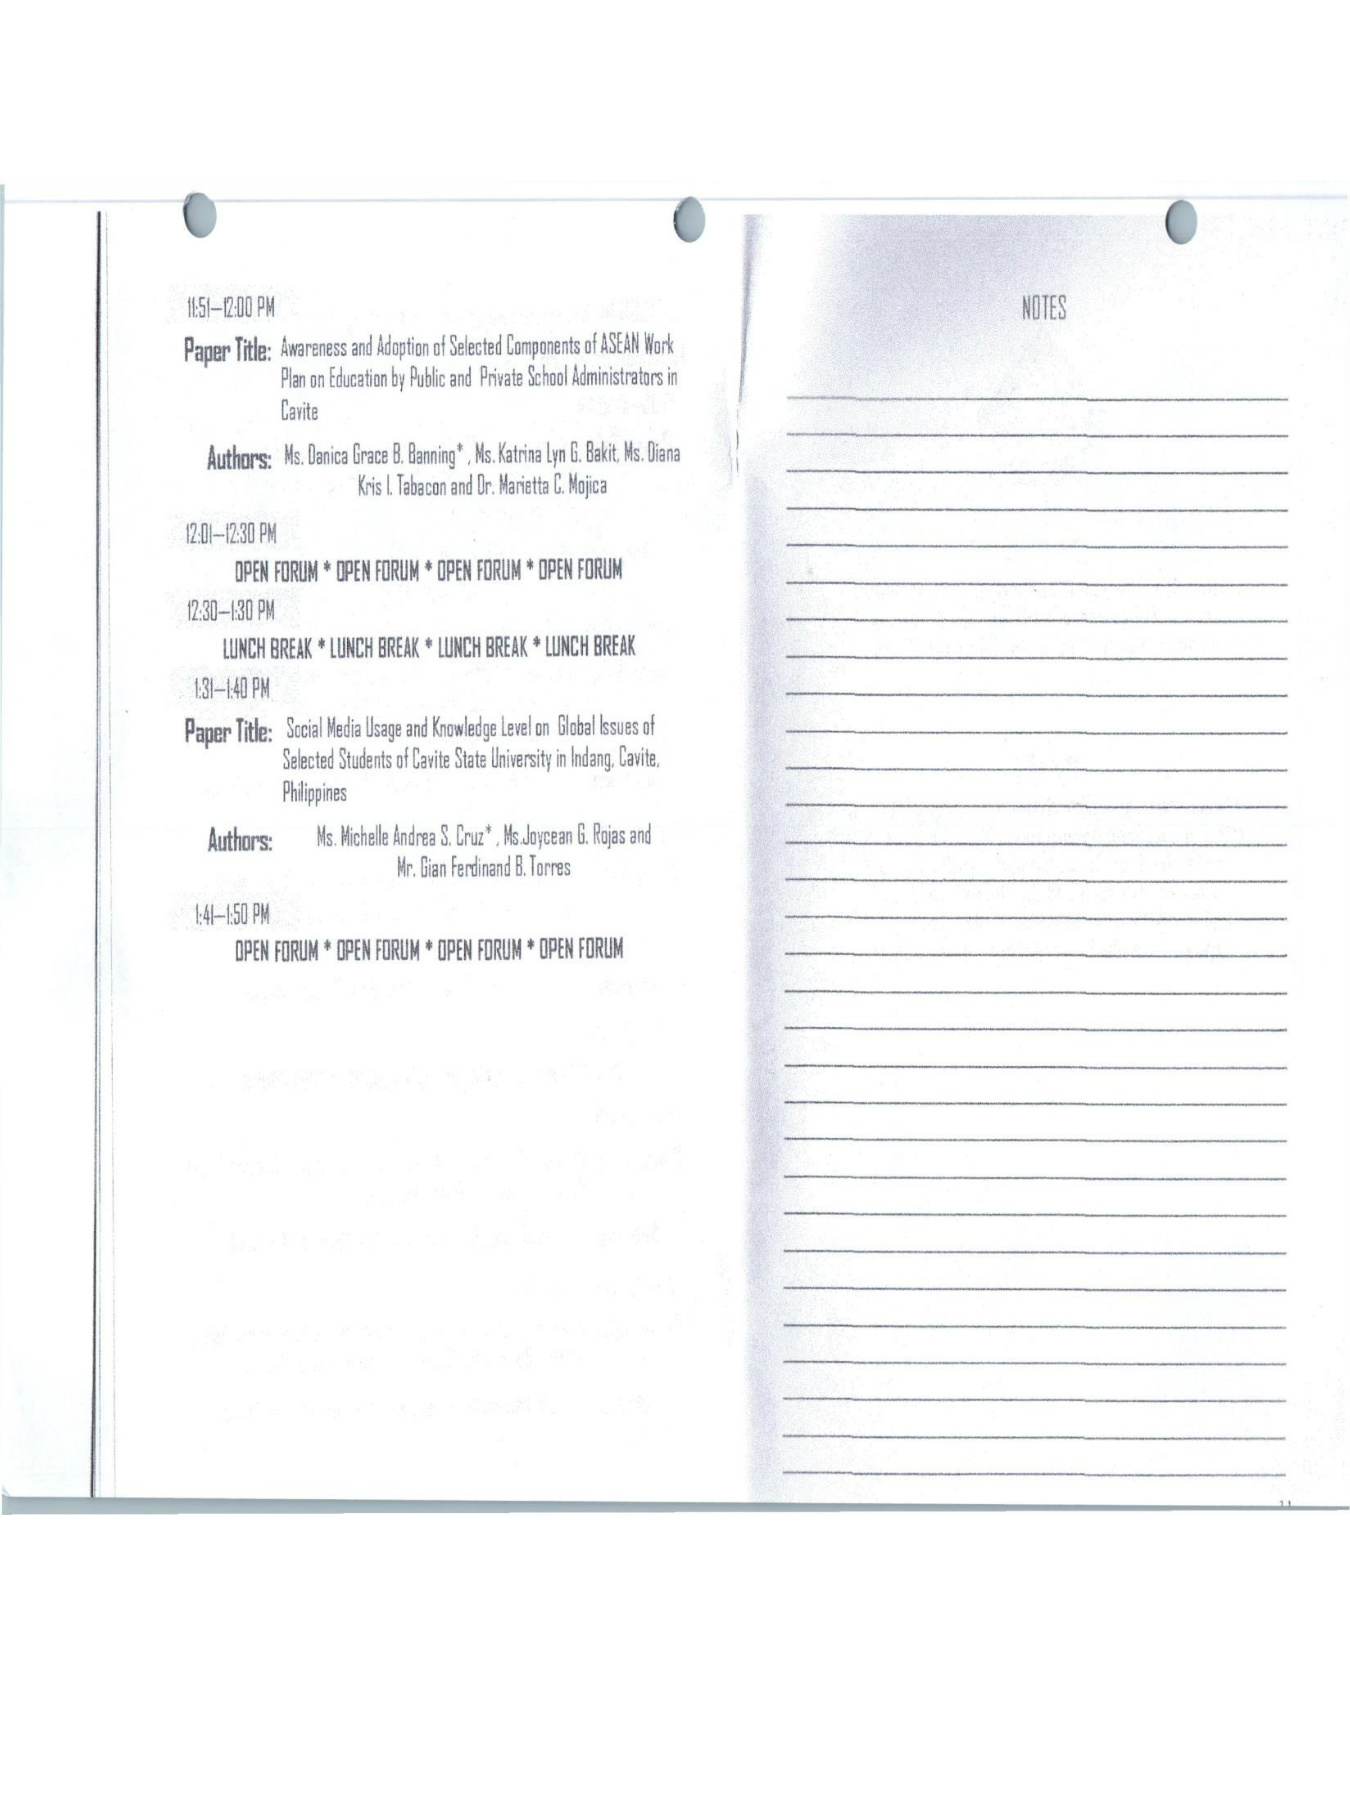 11:51—12:00 PM
Paper Title: Awareness and Adoption of Selected Components of ASEAN Work
Plan on Education by Public and Private School Administrators in
Cavite
Authors: Ms. Danica Grace B. Banning* , Ms. Katrina Lyn G. Bakit, Ms. Diana
Kris I. Tabacon and Dr. Marietta C. Mojica
12:01—12:30 PM
OPEN FORUM * OPEN FORUM * OPEN FORUM * OPEN FORUM
12:30—1:30 PM
LUNCH BREAK * LUNCH BREAK * LUNCH BREAK * LUNCH BREAK
1:31—1:40 PM
Paper Title: Social Media Usage and Knowledge Level on Global Issues of
Selected Students of Cavite State University in Indang, Cavite,
Philippines
Authors: Ms. Michelle Andrea S. Cruz* , Ms.Joycean G. Rojas and
Mr. Gian Ferdinand B. Torres
1:41—1:50 PM
OPEN FORUM * OPEN FORUM * OPEN FORUM * OPEN FORUM
NOTES